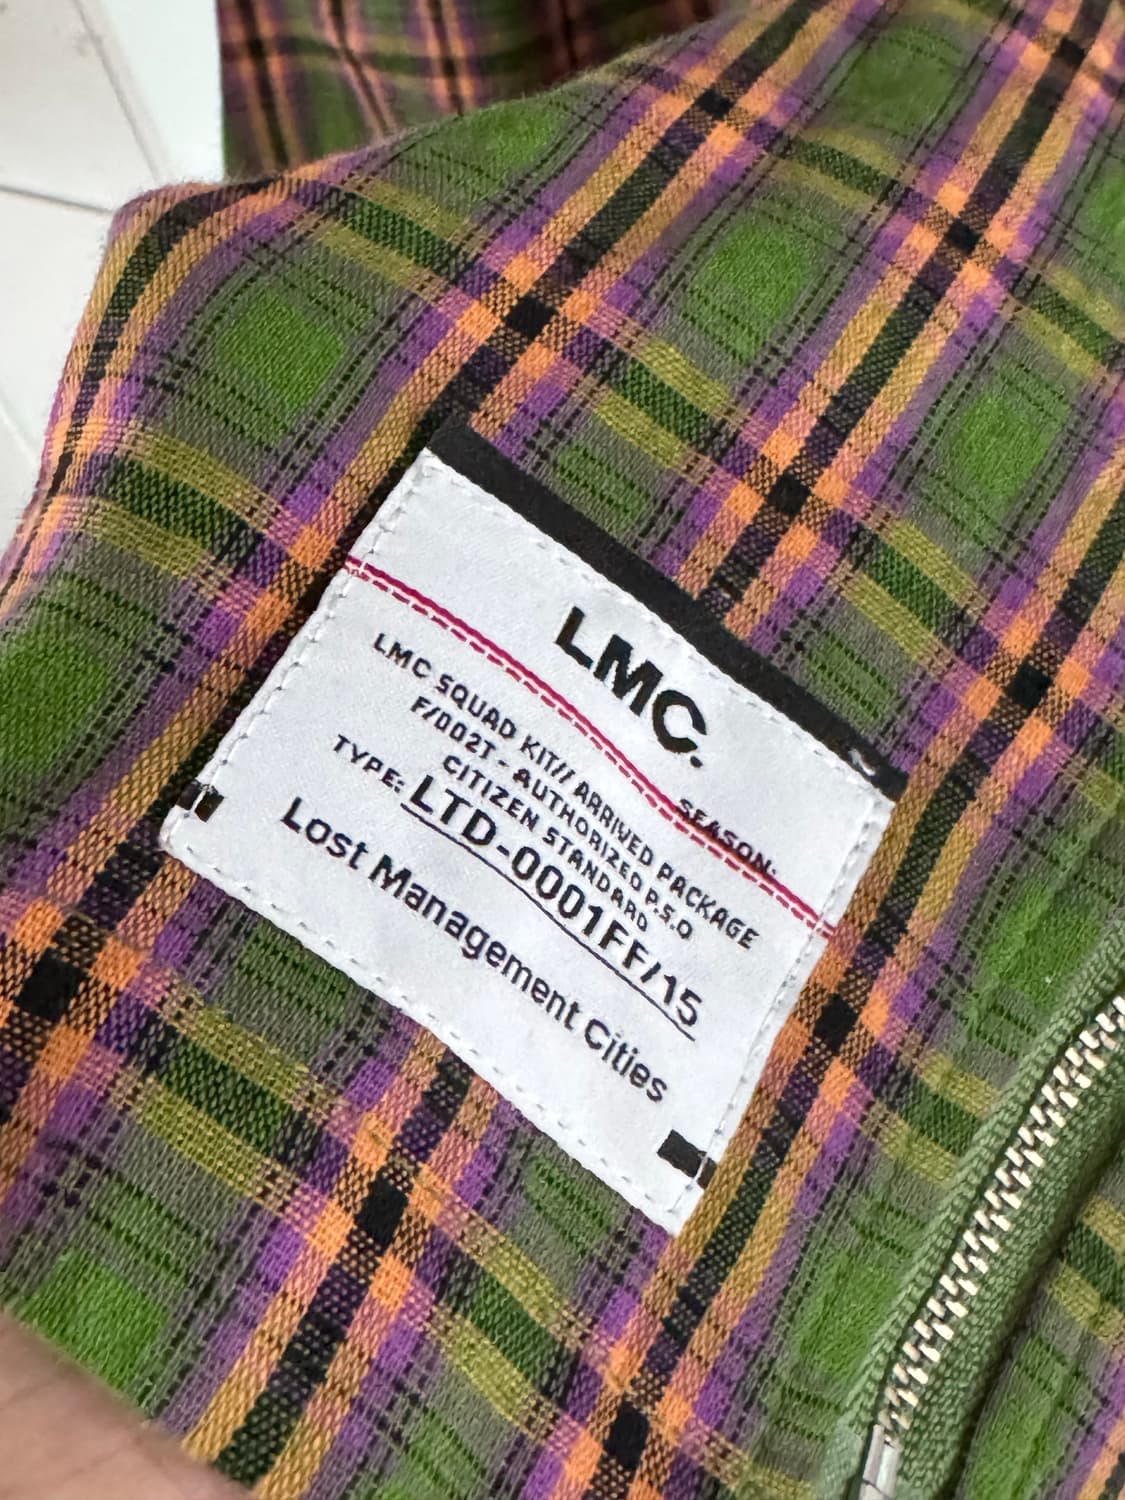 S
LMC.
SEASON:
LMC SQUAD KIT// ARRIVED PACKAGE
F/002T - AUTHORIZED P.S.O
CITIZEN STANDARD
TYPE: LTD-0001FF/15
Lost Management Cities